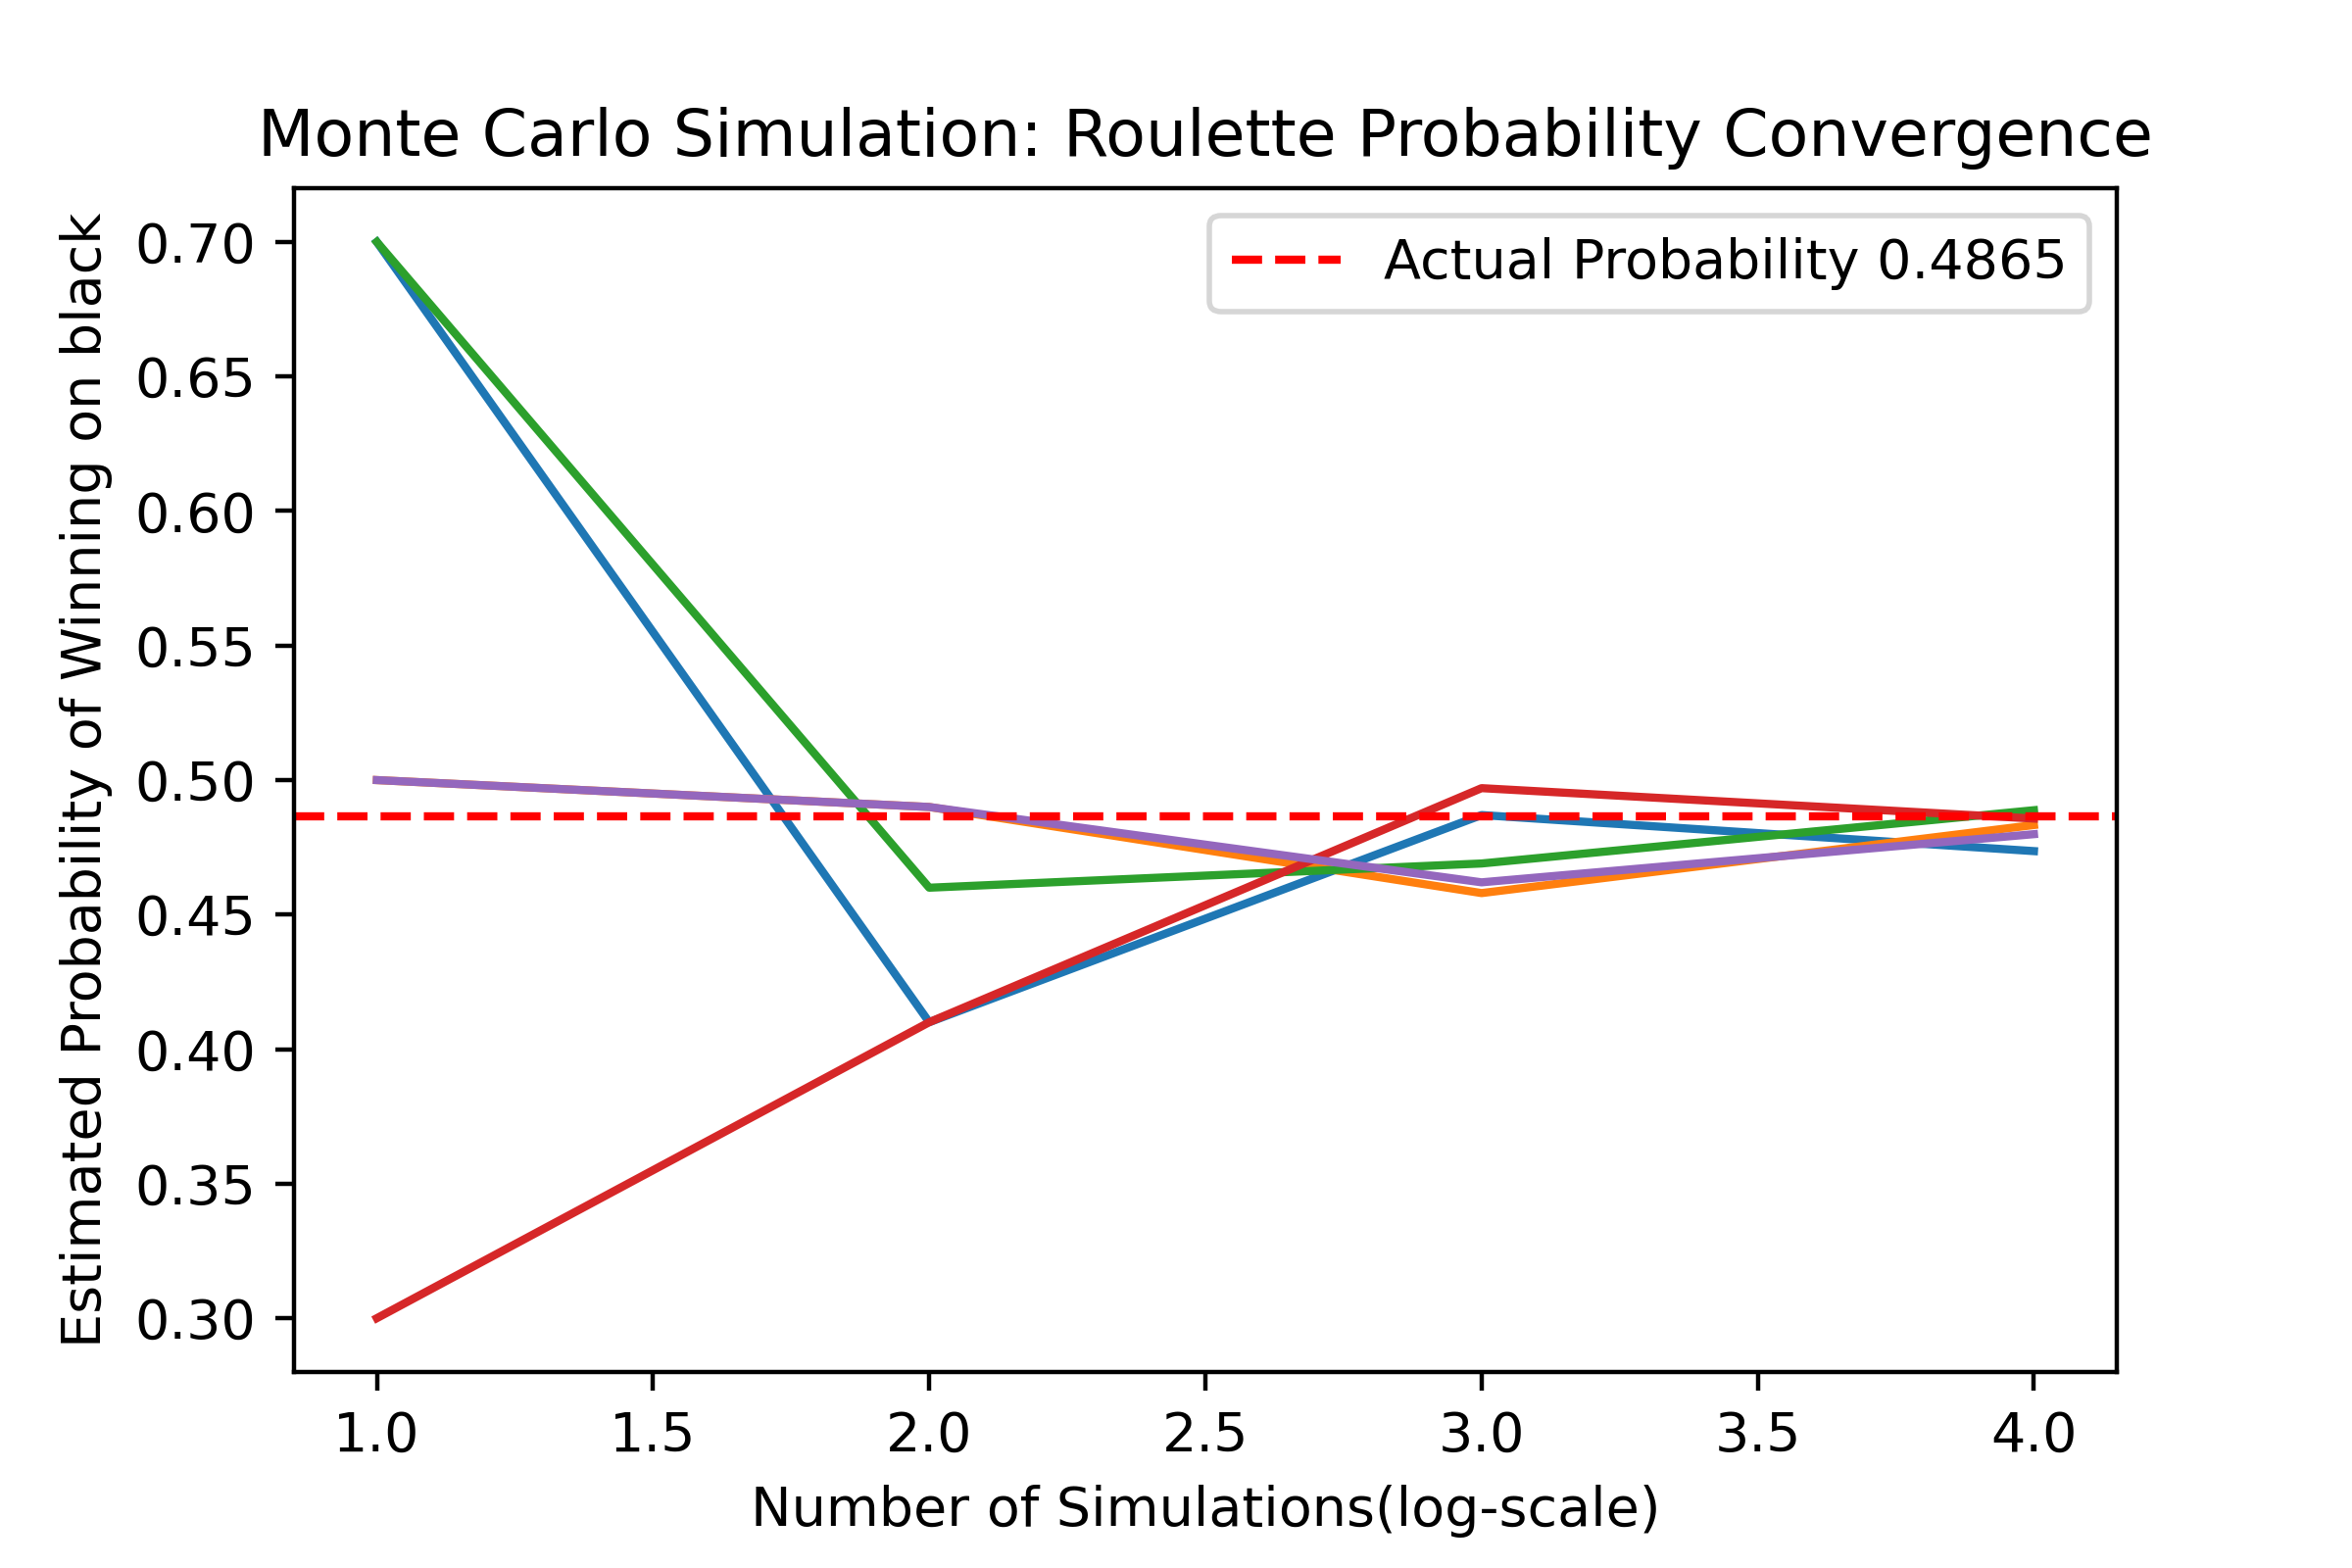 Monte Carlo Simulation: Roulette Probability Convergence
Actual Probability 0.4865
Estimated Probability of Winning on black
0.70
0.65
0.60
0.55
0.50
0.45
0.40
0.35
0.30
1.0 1.5 2.0 2.5 3.0 3.5 4.0
Number of Simulations(log-scale)